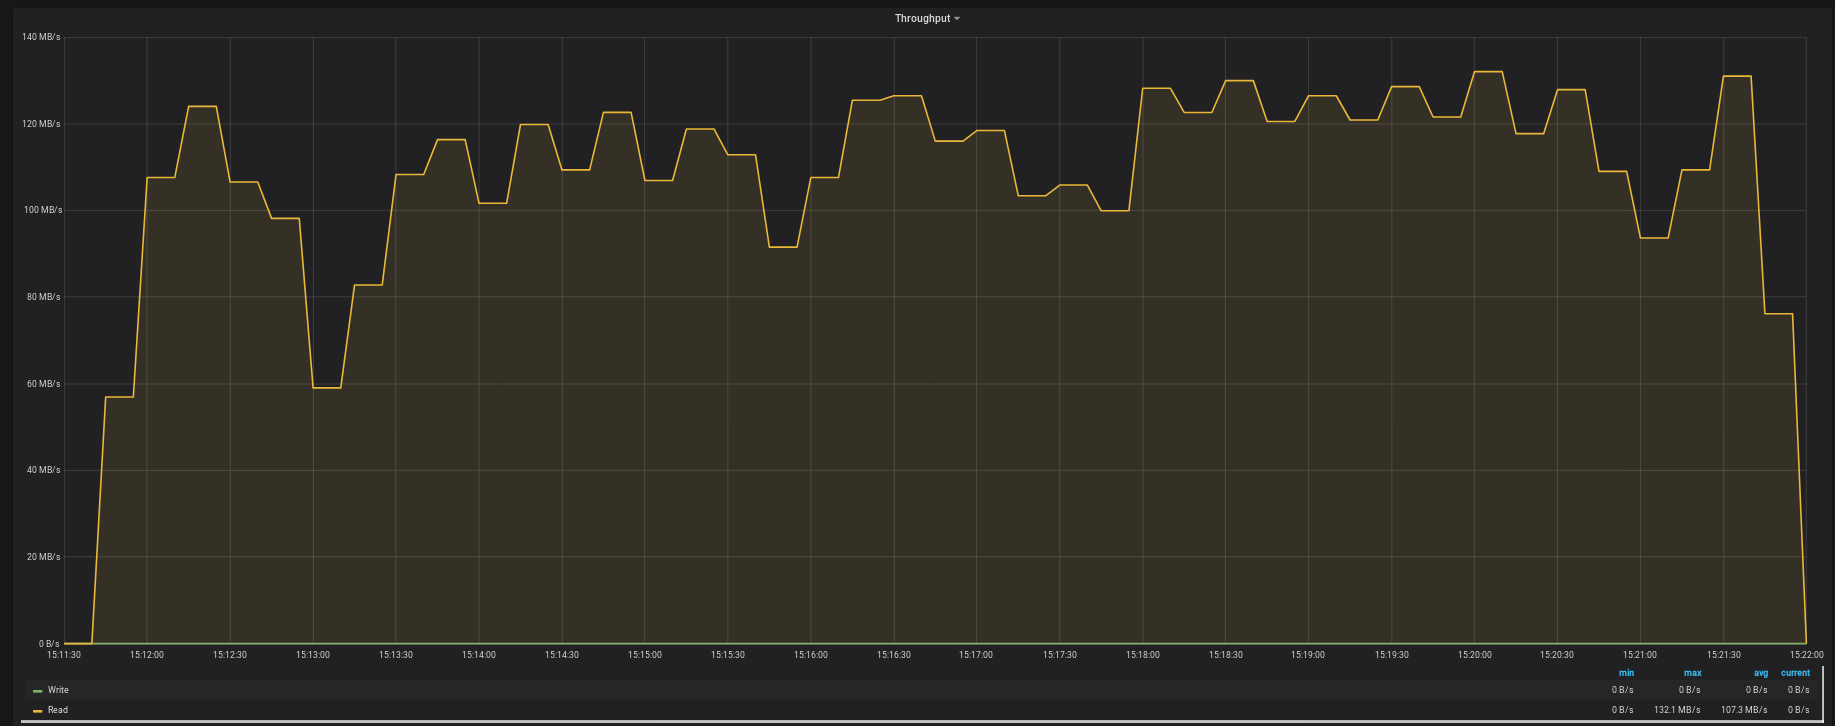 Throughput
140 MB/s
120 MB/s
100 MB/s
80 MB/s
60 MB/s
40 MB/s
20 MB/s
0 B/s
15:11:30 15:12:00 15:12:30 15:13:00 15:13:30 15:14:00 15:14:30 15:15:00 15:15:30 15:16:00 15:16:30 15:17:00 15:17:30 15:18:00 15:18:30 15:19:00 15:19:30 15:20:00 15:20:30 15:21:00 15:21:30 15:22:00
min max avg current
Write 0 B/s 0 B/s 0 B/s 0 B/s
Read 0 B/s 132.1 MB/s 107.3 MB/s 0 B/s